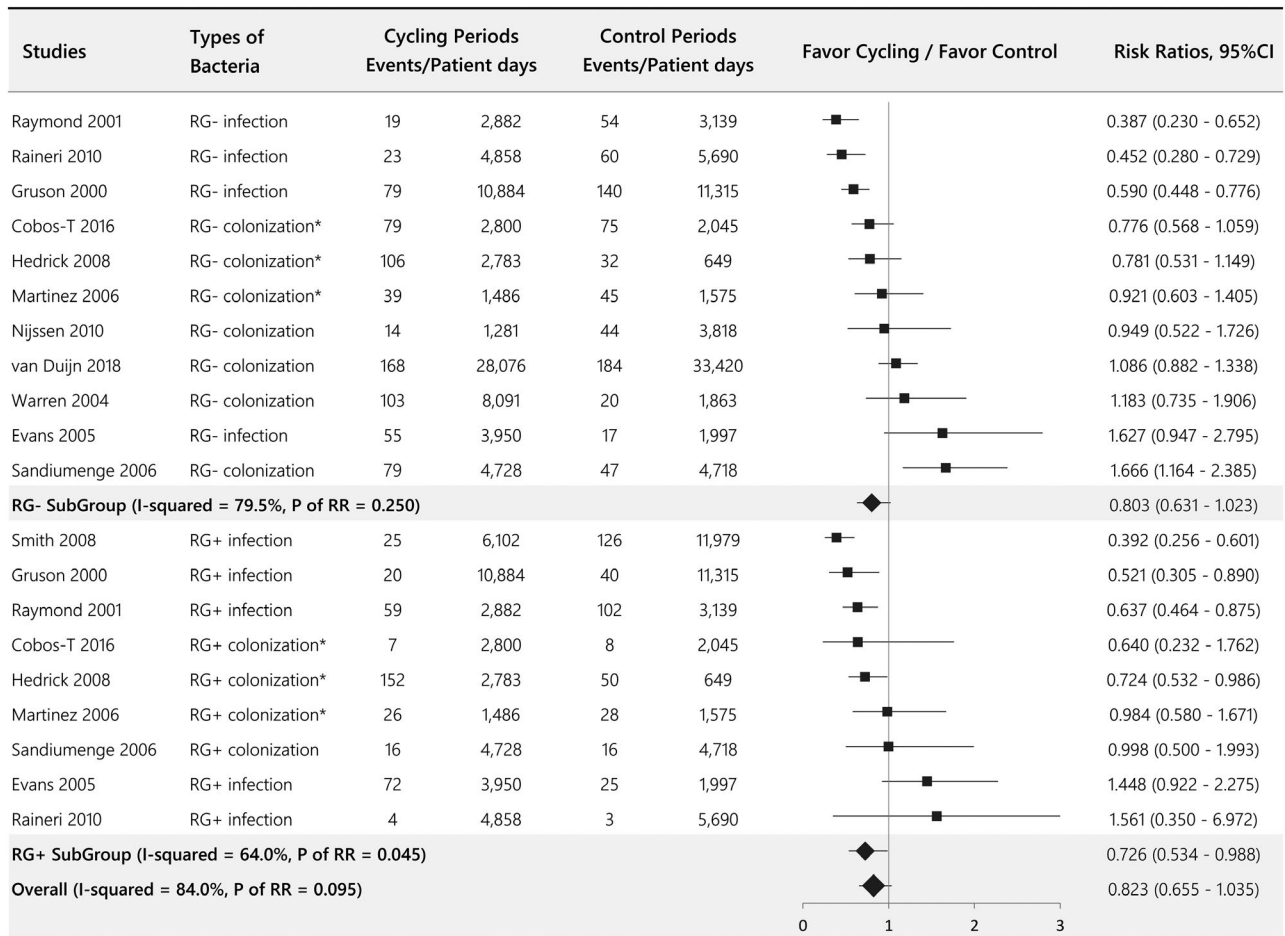 Studies Types of Bacteria Cycling Periods Events/Patient days Control Periods Events/Patient days Favor Cycling / Favor Control Risk Ratios, 95%CI
Raymond 2001 RG- infection 19 2,882 54 3,139 0.387 (0.230 - 0.652)
Raineri 2010 RG- infection 23 4,858 60 5,690 0.452 (0.280 - 0.729)
Gruson 2000 RG- infection 79 10,884 140 11,315 0.590 (0.448 - 0.776)
Cobos-T 2016 RG- colonization* 79 2,800 75 2,045 0.776 (0.568 - 1.059)
Hedrick 2008 RG- colonization* 106 2,783 32 649 0.781 (0.531 - 1.149)
Martinez 2006 RG- colonization* 39 1,486 45 1,575 0.921 (0.603 - 1.405)
Nijssen 2010 RG- colonization 14 1,281 44 3,818 0.949 (0.522 - 1.726)
van Duijn 2018 RG- colonization 168 28,076 184 33,420 1.086 (0.882 - 1.338)
Warren 2004 RG- colonization 103 8,091 20 1,863 1.183 (0.735 - 1.906)
Evans 2005 RG- infection 55 3,950 17 1,997 1.627 (0.947 - 2.795)
Sandiumenge 2006 RG- colonization 79 4,728 47 4,718 1.666 (1.164 - 2.385)
RG- SubGroup (I-squared = 79.5%, P of RR = 0.250) 0.803 (0.631 - 1.023)
Smith 2008 RG+ infection 25 6,102 126 11,979 0.392 (0.256 - 0.601)
Gruson 2000 RG+ infection 20 10,884 40 11,315 0.521 (0.305 - 0.890)
Raymond 2001 RG+ infection 59 2,882 102 3,139 0.637 (0.464 - 0.875)
Cobos-T 2016 RG+ colonization* 7 2,800 8 2,045 0.640 (0.232 - 1.762)
Hedrick 2008 RG+ colonization* 152 2,783 50 649 0.724 (0.532 - 0.986)
Martinez 2006 RG+ colonization* 26 1,486 28 1,575 0.984 (0.580 - 1.671)
Sandiumenge 2006 RG+ colonization 16 4,728 16 4,718 0.998 (0.500 - 1.993)
Evans 2005 RG+ infection 72 3,950 25 1,997 1.448 (0.922 - 2.275)
Raineri 2010 RG+ infection 4 4,858 3 5,690 1.561 (0.350 - 6.972)
RG+ SubGroup (I-squared = 64.0%, P of RR = 0.045) 0.726 (0.534 - 0.988)
Overall (I-squared = 84.0%, P of RR = 0.095) 0.823 (0.655 - 1.035)
0 1 2 3